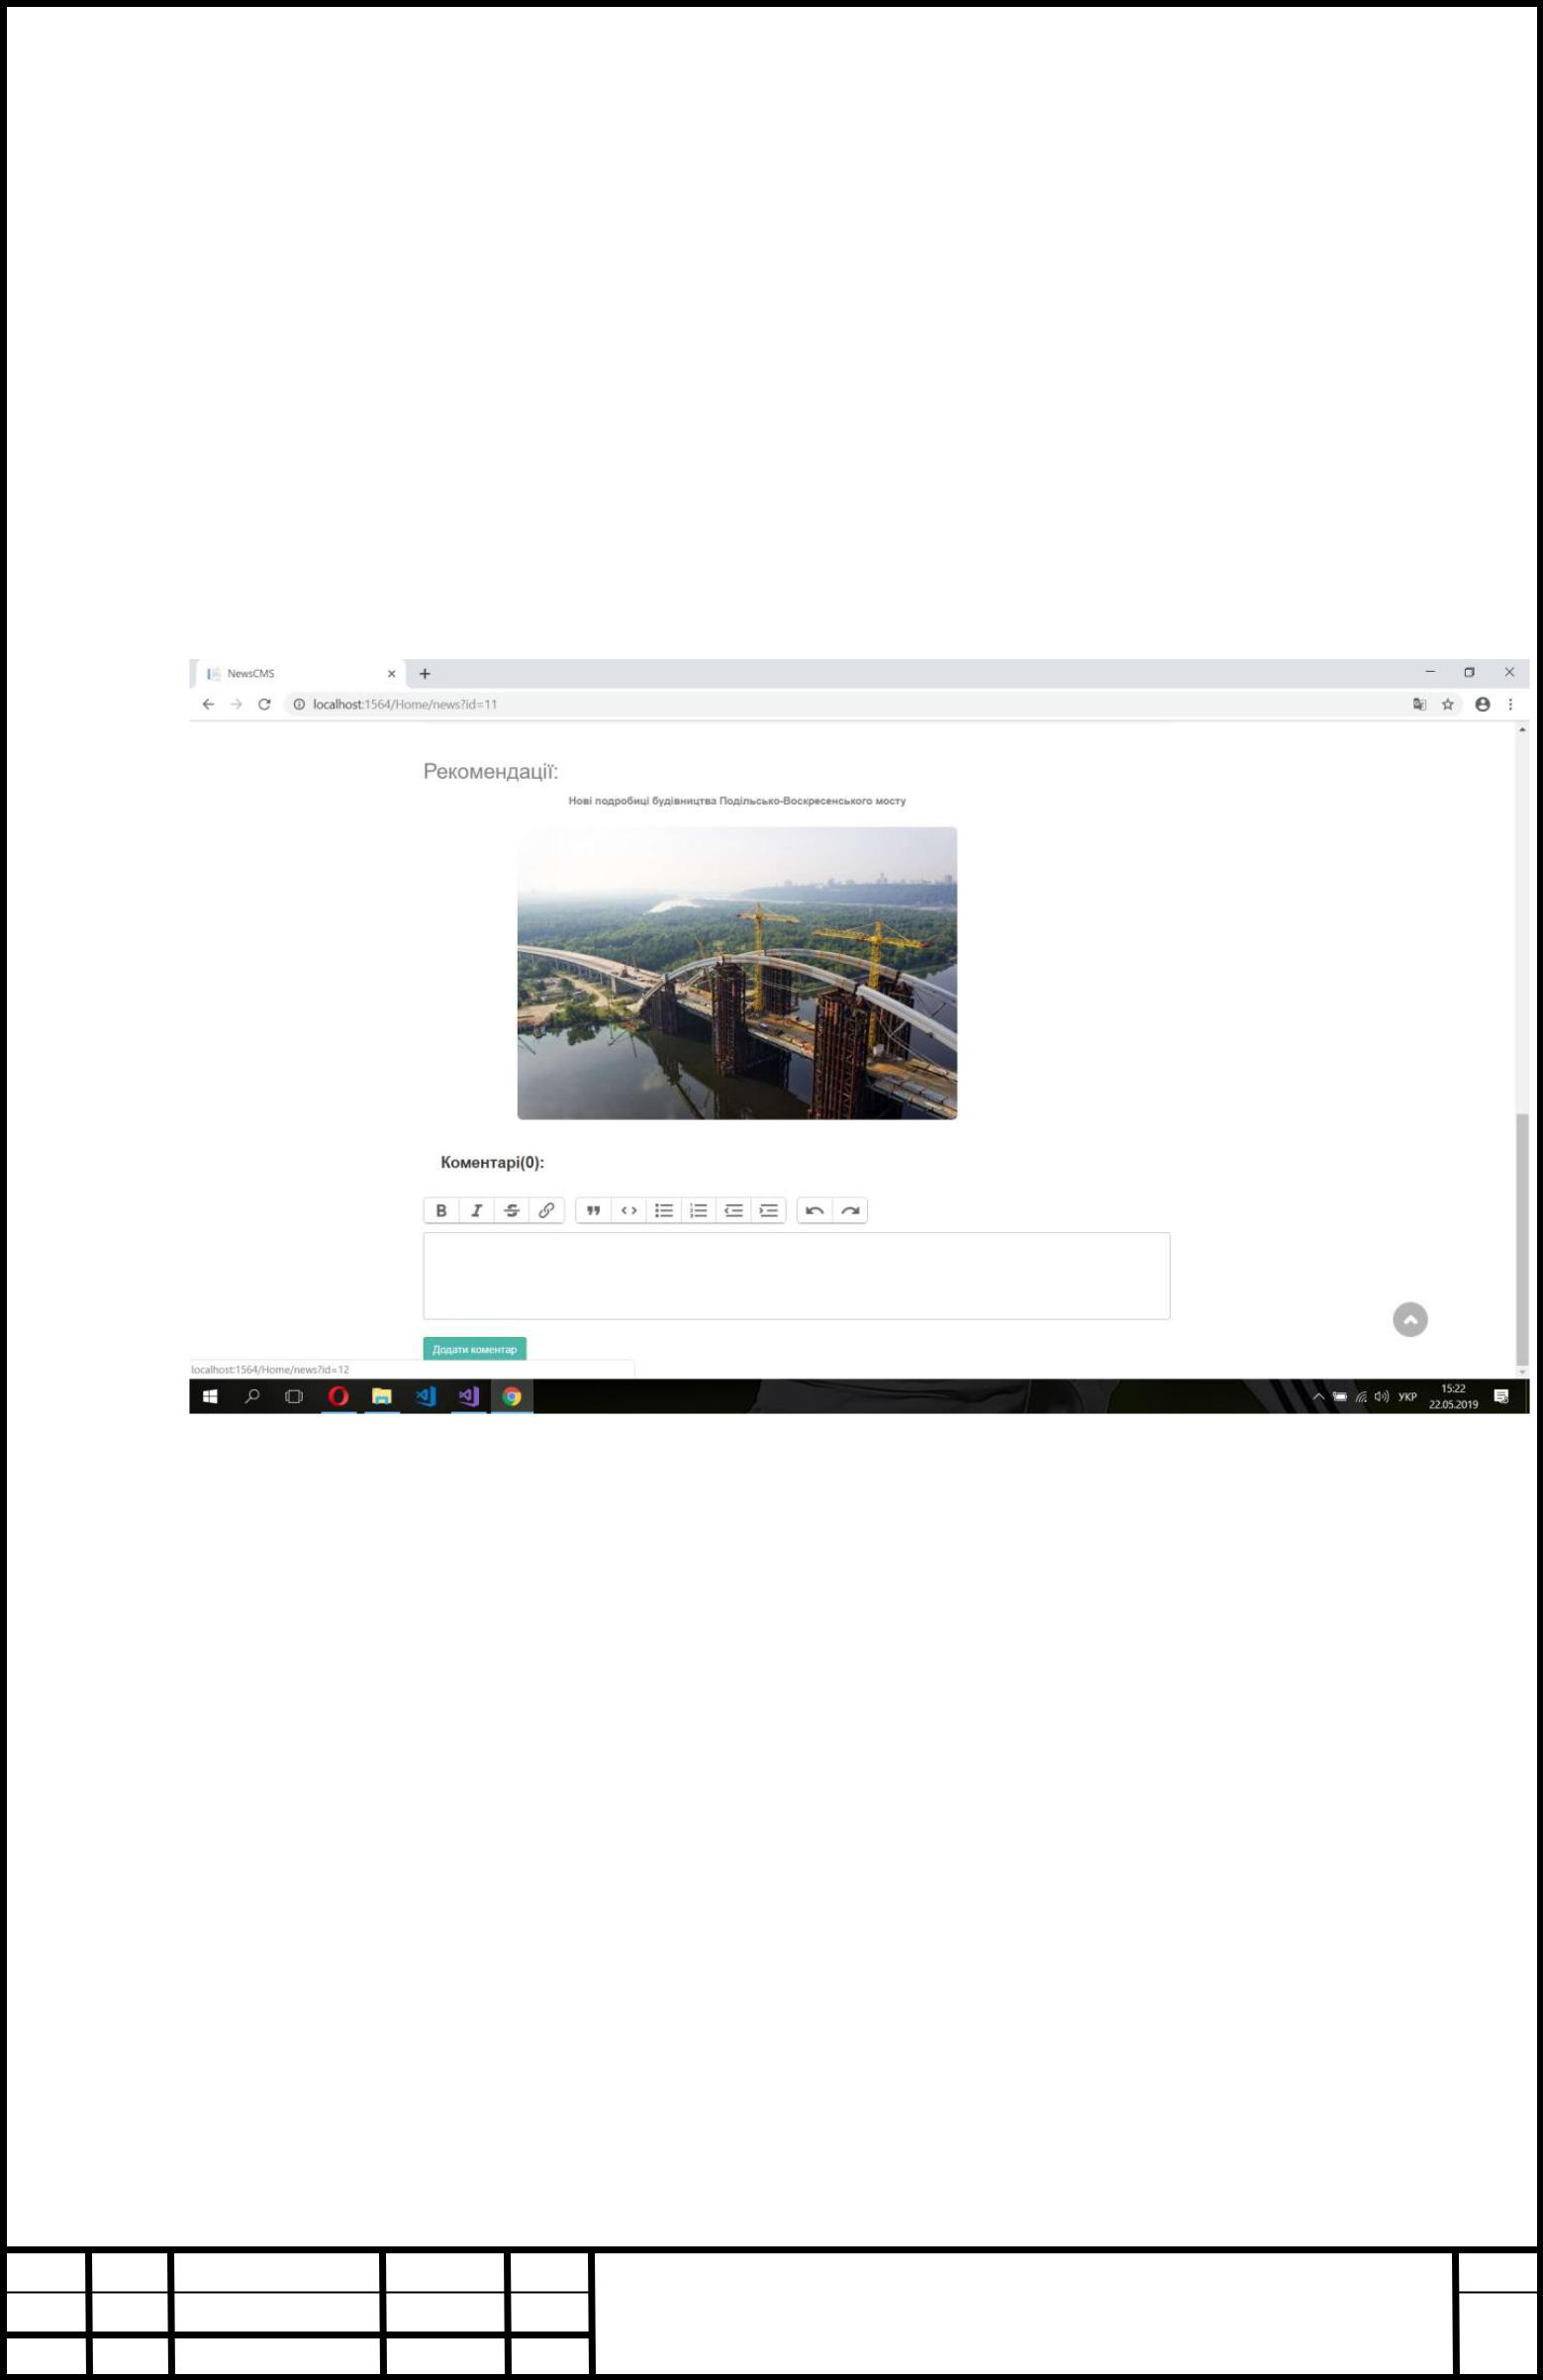 NewsCMS
localhost:1564/Home/news?id=11
Рекомендації:
Нові подробиці будівництва Подільсько-Воскресенського мосту
Коментарі(0):
Додати коментар
localhost:1564/Home/news?id=12
УКР
15:22
22.05.2019